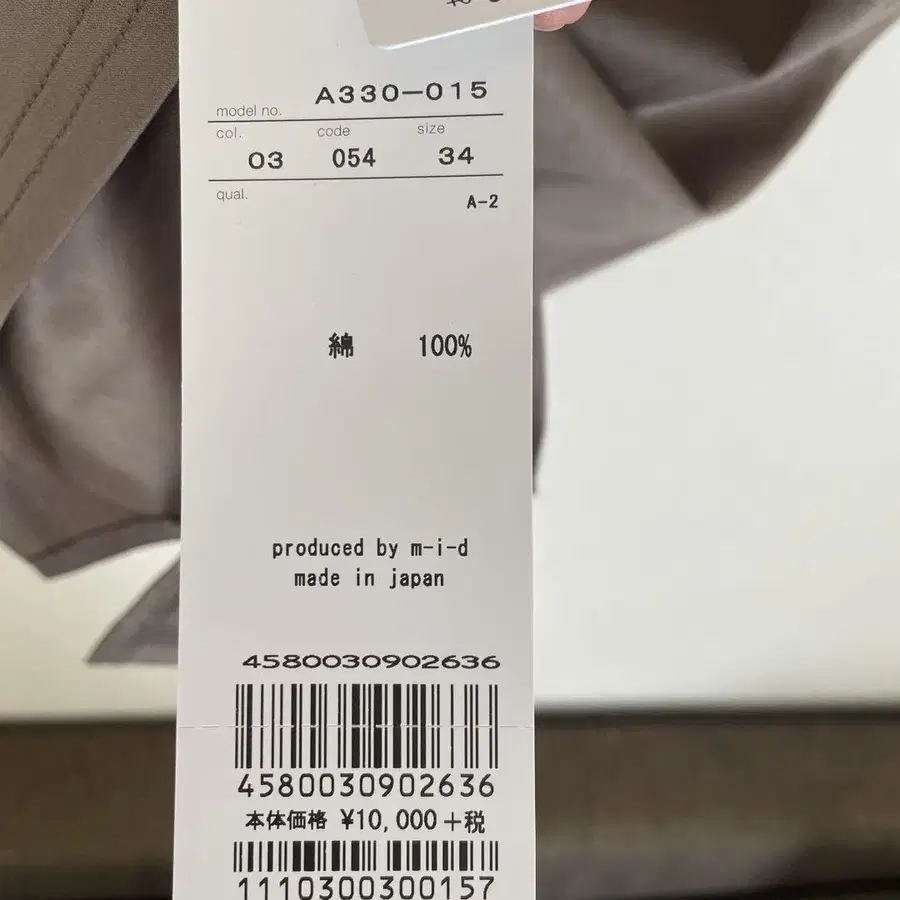 A330-015
model no.
col. code size
03 054 34
qual.
A-2
綿 100%
produced by m-i-d
made in japan
4580030902636
4580030902636
本体価格 ¥10,000+税
1110300300157